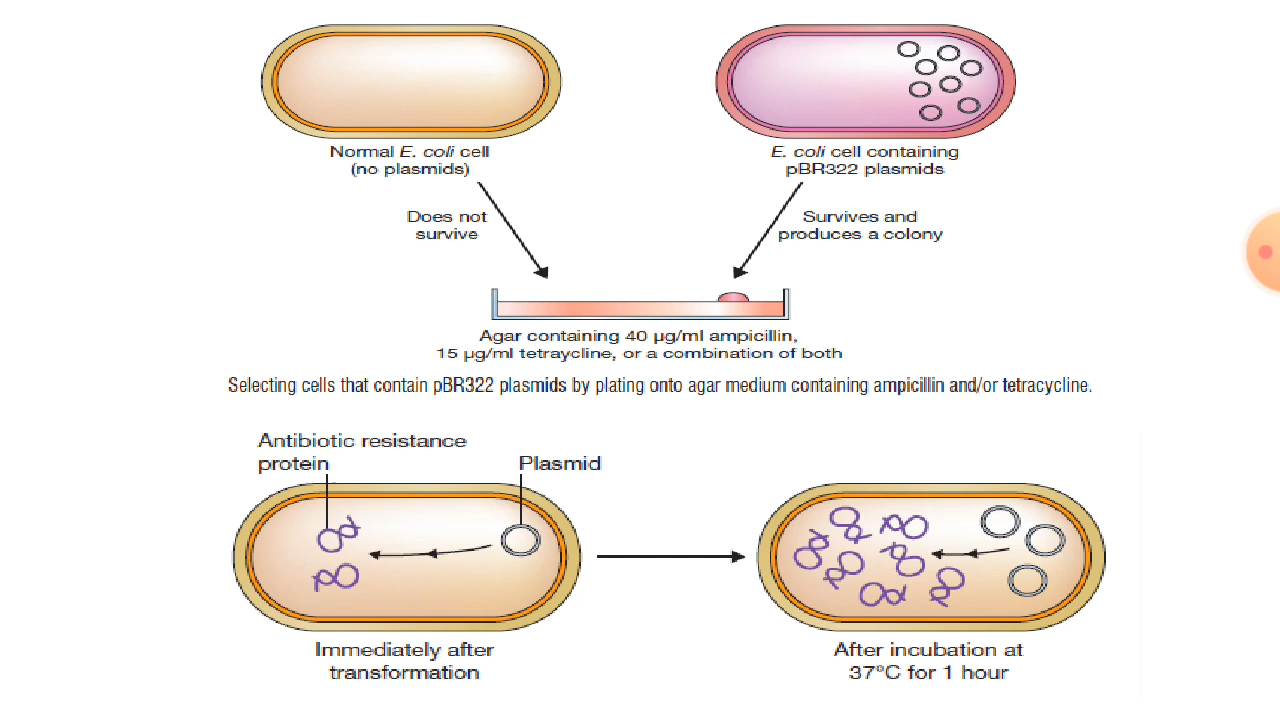 Normal E. coli cell
(no plasmids)
E. coli cell containing
pBR322 plasmids
Does not
survive
Survives and
produces a colony
Agar containing 40 µg/ml ampicillin,
15 µg/ml tetraycline, or a combination of both
Selecting cells that contain pBR322 plasmids by plating onto agar medium containing ampicillin and/or tetracycline.
Antibiotic resistance
protein
Plasmid
Immediately after
transformation
After incubation at
37°C for 1 hour